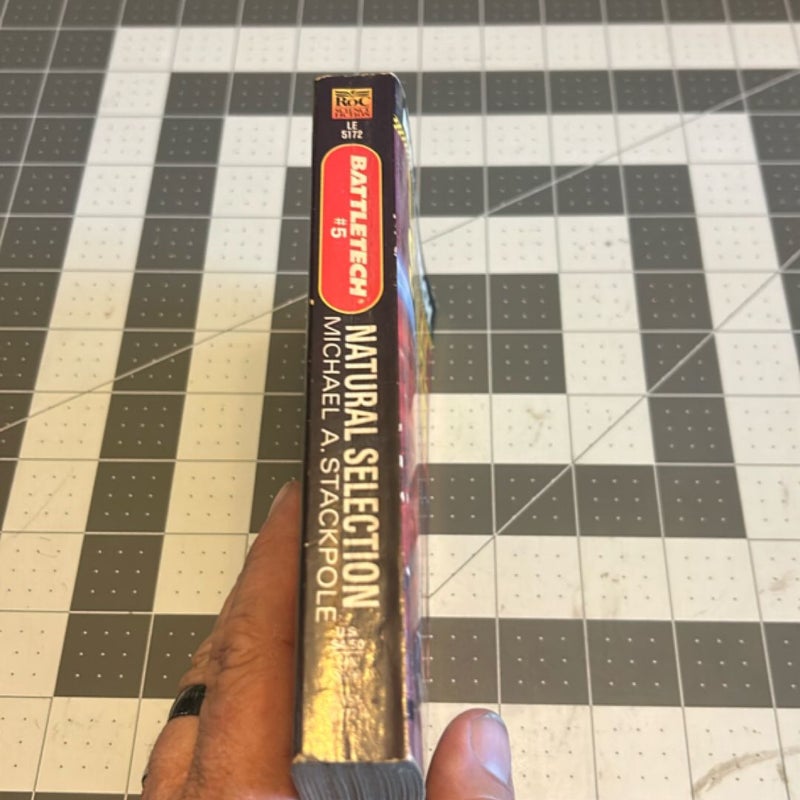 ROC
SCIENCE
FICTION
LE
5172
BATTLETECH®
#5
NATURAL SELECTION
MICHAEL A. STACKPOLE